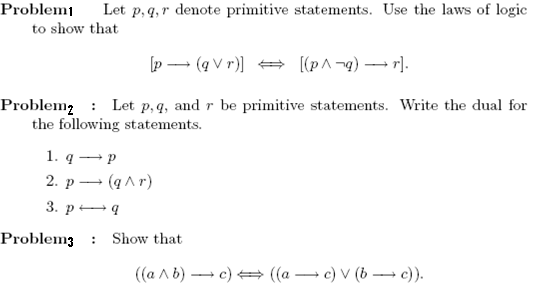 Problem1 Let p, q, r denote primitive statements. Use the laws of logic
to show that
[p ⟶ (q ∨ r)] ⟺ [(p ∧ ¬q) ⟶ r].
Problem2 : Let p, q, and r be primitive statements. Write the dual for
the following statements.
1. q ⟶ p
2. p ⟶ (q ∧ r)
3. p ⟷ q
Problem3 : Show that
((a ∧ b) ⟶ c) ⟺ ((a ⟶ c) ∨ (b ⟶ c)).